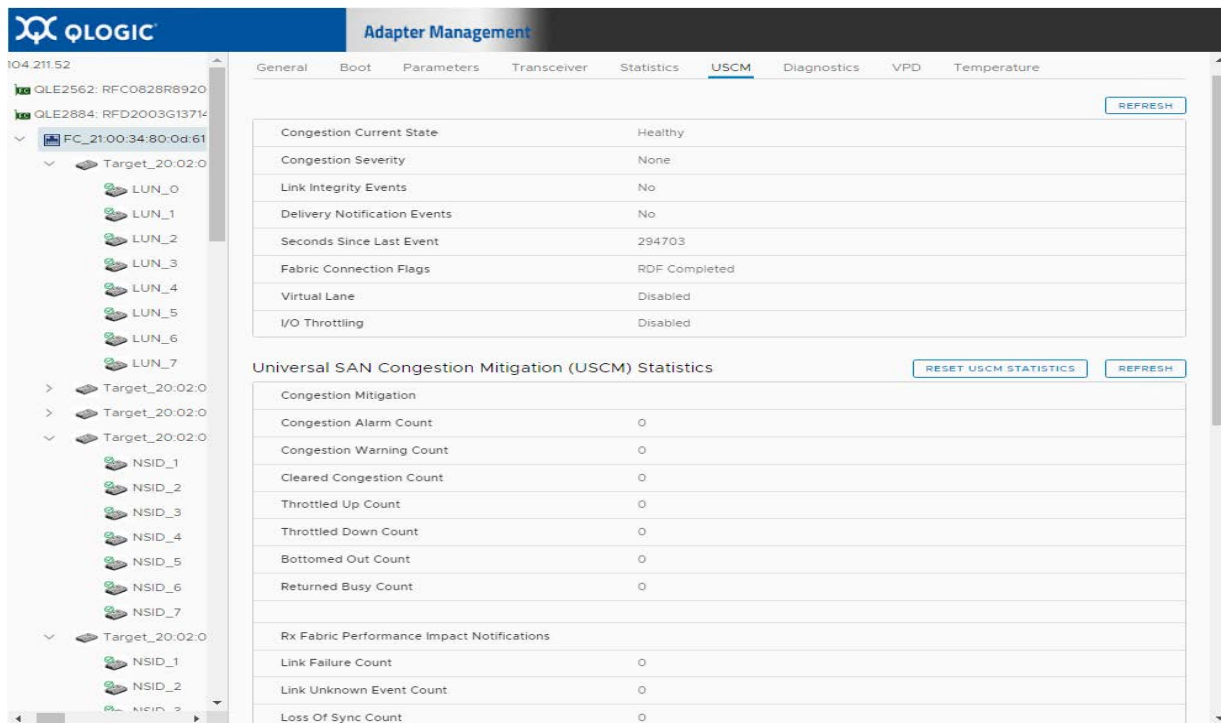 QLOGIC
Adapter Management
104.211.52
QLE2562: RFC0828R8920
QLE2884: RFD2003G13714
FC_21:00:34:80:0d:61
Target_20:02:0
LUN_0
LUN_1
LUN_2
LUN_3
LUN_4
LUN_5
LUN_6
LUN_7
Target_20:02:0
Target_20:02:0
Target_20:02:0
NSID_1
NSID_2
NSID_3
NSID_4
NSID_5
NSID_6
NSID_7
Target_20:02:0
NSID_1
NSID_2
NSID_3
General Boot Parameters Transceiver Statistics USCM Diagnostics VPD Temperature
REFRESH
Congestion Current State Healthy
Congestion Severity None
Link Integrity Events No
Delivery Notification Events No
Seconds Since Last Event 294703
Fabric Connection Flags RDF Completed
Virtual Lane Disabled
I/O Throttling Disabled
Universal SAN Congestion Mitigation (USCM) Statistics RESET USCM STATISTICS REFRESH
Congestion Mitigation
Congestion Alarm Count 0
Congestion Warning Count 0
Cleared Congestion Count 0
Throttled Up Count 0
Throttled Down Count 0
Bottomed Out Count 0
Returned Busy Count 0
Rx Fabric Performance Impact Notifications
Link Failure Count 0
Link Unknown Event Count 0
Loss Of Sync Count 0